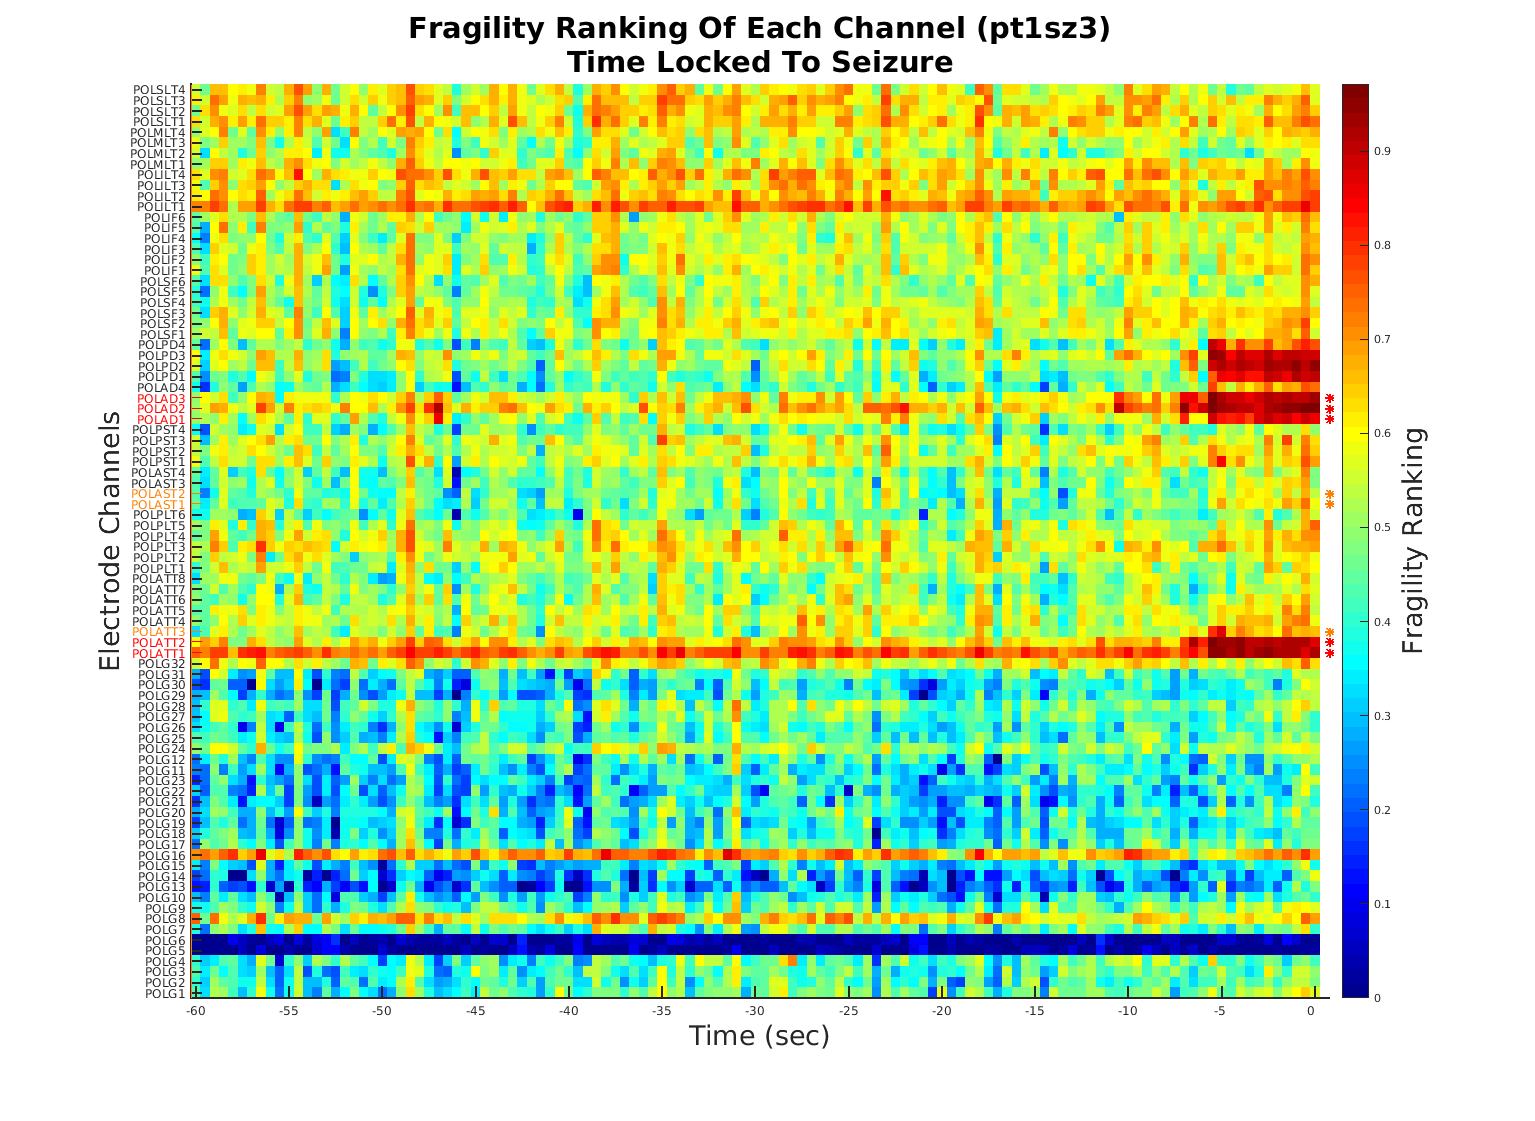 Fragility Ranking Of Each Channel (pt1sz3)
Time Locked To Seizure
Electrode Channels
POLSLT4
POLSLT3
POLSLT2
POLSLT1
POLMLT4
POLMLT3
POLMLT2
POLMLT1
POLILT4
POLILT3
POLILT2
POLILT1
POLIF6
POLIF5
POLIF4
POLIF3
POLIF2
POLIF1
POLSF6
POLSF5
POLSF4
POLSF3
POLSF2
POLSF1
POLPD4
POLPD3
POLPD2
POLPD1
POLAD4
POLAD3
POLAD2
POLAD1
POLPST4
POLPST3
POLPST2
POLPST1
POLAST4
POLAST3
POLAST2
POLAST1
POLPLT6
POLPLT5
POLPLT4
POLPLT3
POLPLT2
POLPLT1
POLATT8
POLATT7
POLATT6
POLATT5
POLATT4
POLATT3
POLATT2
POLATT1
POLG32
POLG31
POLG30
POLG29
POLG28
POLG27
POLG26
POLG25
POLG24
POLG12
POLG11
POLG23
POLG22
POLG21
POLG20
POLG19
POLG18
POLG17
POLG16
POLG15
POLG14
POLG13
POLG10
POLG9
POLG8
POLG7
POLG6
POLG5
POLG4
POLG3
POLG2
POLG1
-60 -55 -50 -45 -40 -35 -30 -25 -20 -15 -10 -5 0
Time (sec)
0.9
0.8
0.7
0.6
0.5
0.4
0.3
0.2
0.1
0
Fragility Ranking